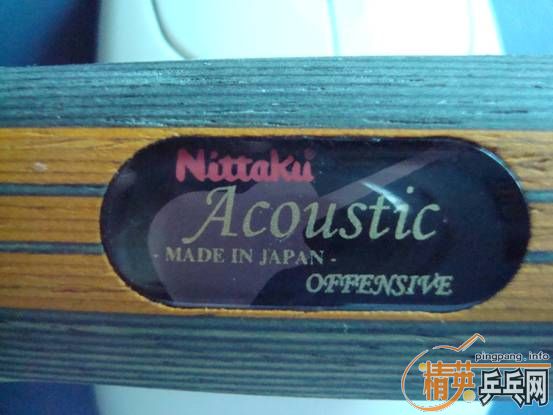 Nittaku
Acoustic
- MADE IN JAPAN -
OFFENSIVE
pingpang.info
精英乒乓网